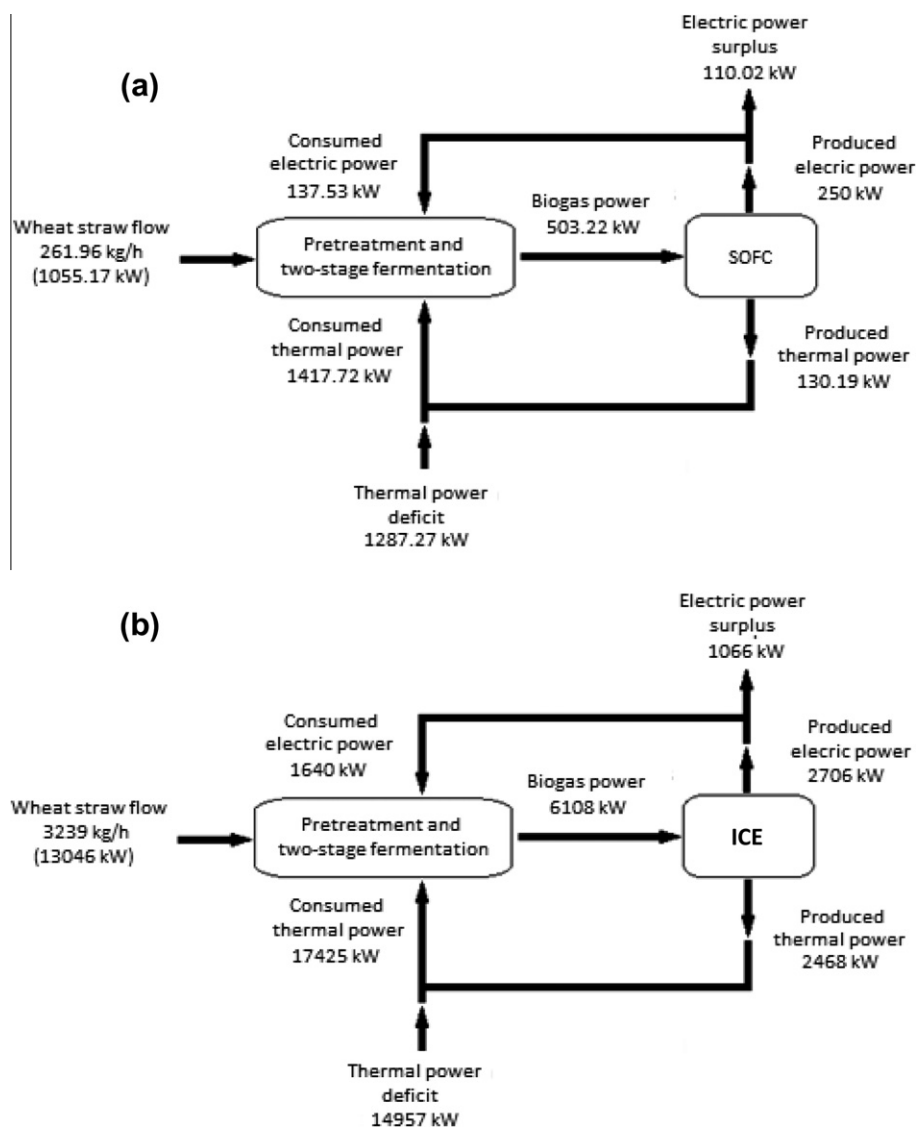 (a)
Electric power
surplus
110.02 kW
Consumed
electric power
137.53 kW
Produced
elecric power
250 kW
Wheat straw flow
261.96 kg/h
(1055.17 kW)
Pretreatment and
two-stage fermentation
Biogas power
503.22 kW
SOFC
Consumed
thermal power
1417.72 kW
Produced
thermal power
130.19 kW
Thermal power
deficit
1287.27 kW
(b)
Electric power
surplus
1066 kW
Consumed
electric power
1640 kW
Produced
elecric power
2706 kW
Wheat straw flow
3239 kg/h
(13046 kW)
Pretreatment and
two-stage fermentation
Biogas power
6108 kW
ICE
Consumed
thermal power
17425 kW
Produced
thermal power
2468 kW
Thermal power
deficit
14957 kW